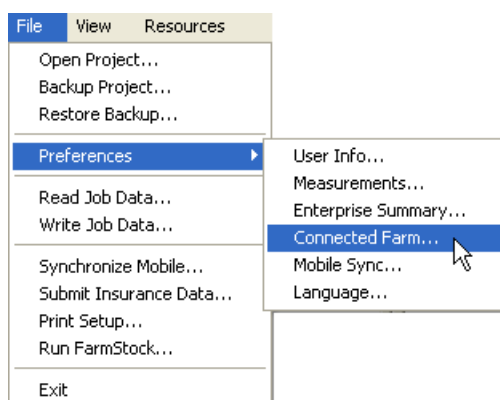 File View Resources
Open Project...
Backup Project...
Restore Backup...
Preferences
Read Job Data...
Write Job Data...
Synchronize Mobile...
Submit Insurance Data...
Print Setup...
Run FarmStock...
Exit
User Info...
Measurements...
Enterprise Summary...
Connected Farm...
Mobile Sync...
Language...